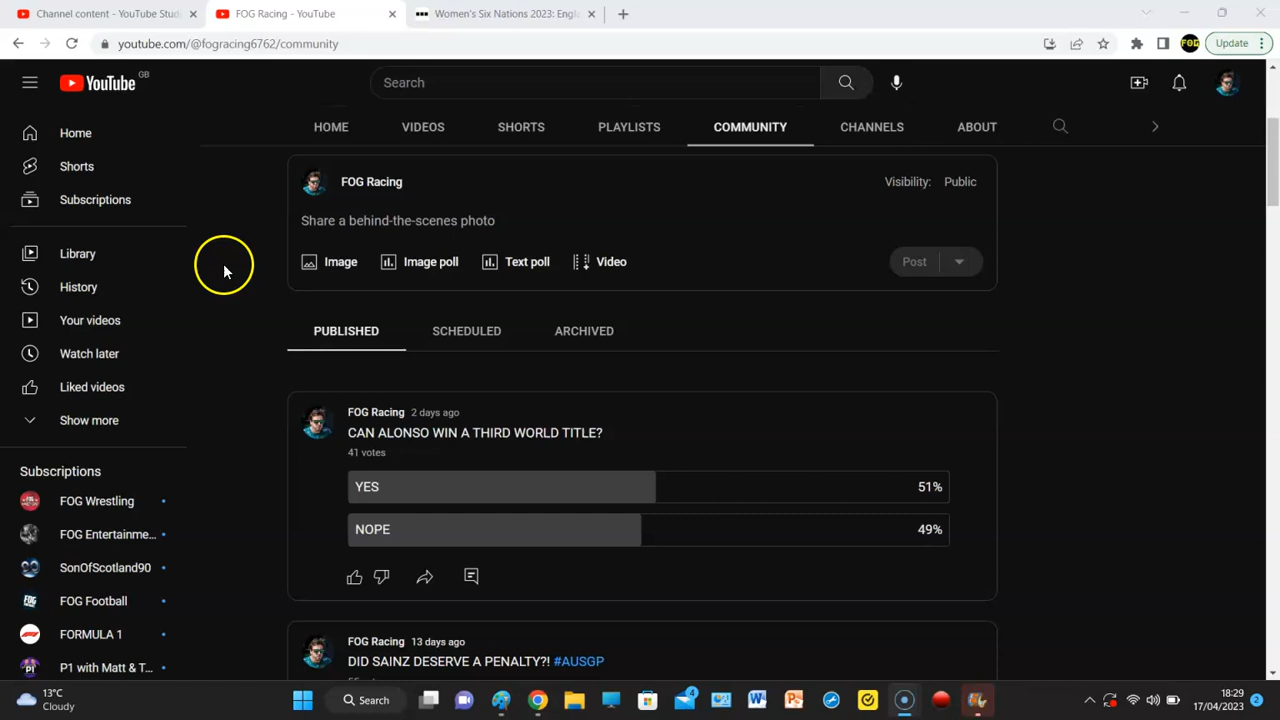 Channel content - YouTube Stud
FOG Racing - YouTube
Women's Six Nations 2023: Engl
youtube.com/@fogracing6762/community
FOG
Update
YouTube GB
Search
HOME VIDEOS SHORTS PLAYLISTS COMMUNITY CHANNELS ABOUT
Home
Shorts
Subscriptions
Library
History
Your videos
Watch later
Liked videos
Show more
Subscriptions
FOG Wrestling
FOG Entertainme...
SonOfScotland90
FOG Football
FORMULA 1
P1 with Matt & T...
FOG Racing
Visibility: Public
Share a behind-the-scenes photo
Image Image poll Text poll Video
Post
PUBLISHED SCHEDULED ARCHIVED
FOG Racing 2 days ago
CAN ALONSO WIN A THIRD WORLD TITLE?
41 votes
YES 51%
NOPE 49%
FOG Racing 13 days ago
DID SAINZ DESERVE A PENALTY?! #AUSGP
13°C
Cloudy
Search
4
18:29
17/04/2023
2